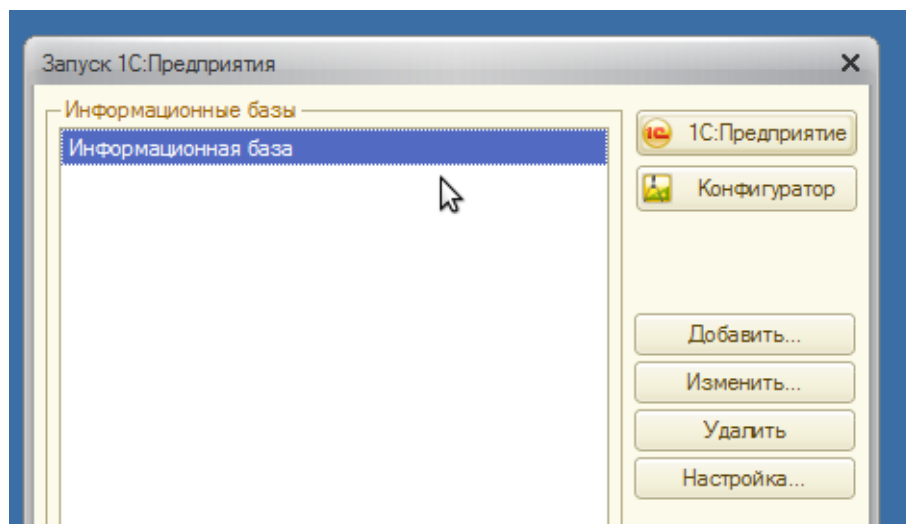 Запуск 1С:Предприятия
Информационные базы
Информационная база
1С:Предприятие
Конфигуратор
Добавить...
Изменить...
Удалить
Настройка...